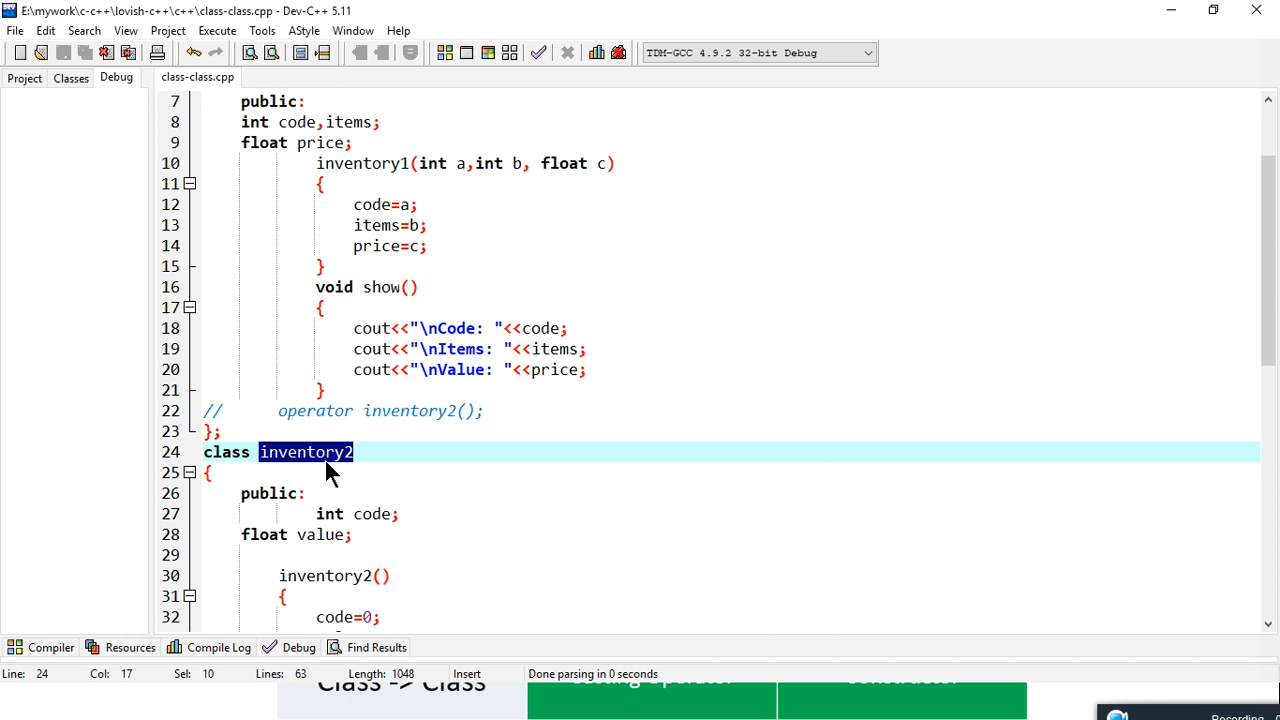 E:\mywork\c-c++\lovish-c++\c++\class-class.cpp - Dev-C++ 5.11
File Edit Search View Project Execute Tools AStyle Window Help
TDM-GCC 4.9.2 32-bit Debug
Project Classes Debug class-class.cpp
7 public:
8 int code,items;
9 float price;
10 inventory1(int a,int b, float c)
11 {
12 code=a;
13 items=b;
14 price=c;
15 }
16 void show()
17 {
18 cout<<"\nCode: "<<code;
19 cout<<"\nItems: "<<items;
20 cout<<"\nValue: "<<price;
21 }
22 // operator inventory2();
23 };
24 class inventory2
25 {
26 public:
27 int code;
28 float value;
29
30 inventory2()
31 {
32 code=0;
Compiler Resources Compile Log Debug Find Results
Line: 24 Col: 17 Sel: 10 Lines: 63 Length: 1048 Insert Done parsing in 0 seconds
Class -> Class Casting Operator Constructor
Recording